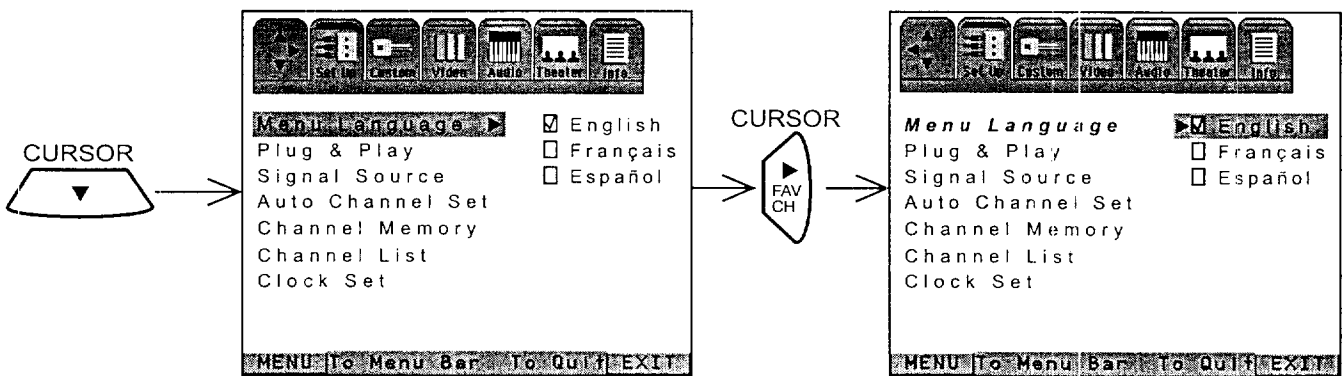 CURSOR
Set Up Custom Video Audio Theater Info
Menu Language
Plug & Play
Signal Source
Auto Channel Set
Channel Memory
Channel List
Clock Set
English
Français
Español
MENU To Menu Bar To Quit EXIT
CURSOR
FAV
CH
Set Up Custom Video Audio Theater Info
Menu Language
Plug & Play
Signal Source
Auto Channel Set
Channel Memory
Channel List
Clock Set
English
Français
Español
MENU To Menu Bar To Quit EXIT